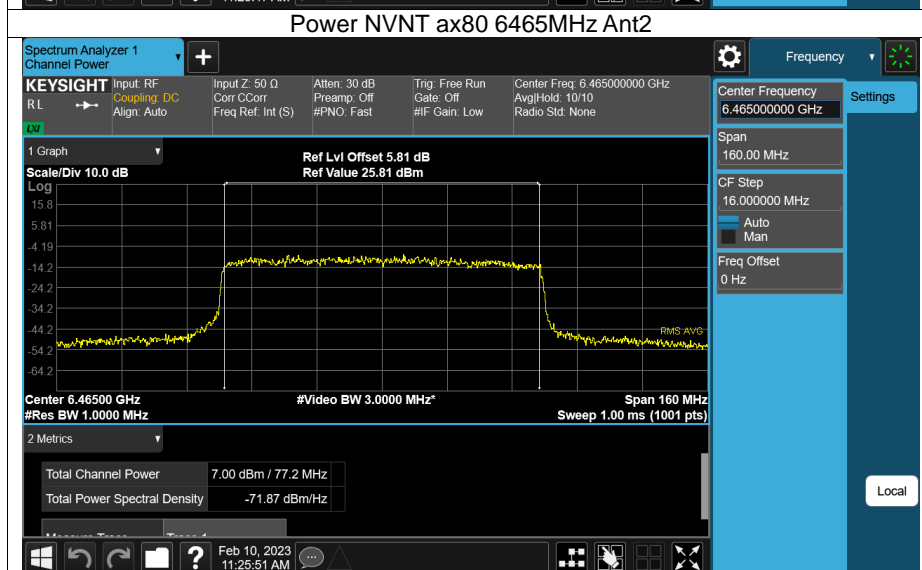 Power NVNT ax80 6465MHz Ant2
Spectrum Analyzer 1
Channel Power
+
Frequency
KEYSIGHT
RL
LXI
Input: RF
Coupling: DC
Align: Auto
Input Z: 50 Ω
Corr CCorr
Freq Ref: Int (S)
Atten: 30 dB
Preamp: Off
#PNO: Fast
Trig: Free Run
Gate: Off
#IF Gain: Low
Center Freq: 6.465000000 GHz
Avg|Hold: 10/10
Radio Std: None
Center Frequency
6.465000000 GHz
Settings
Span
160.00 MHz
CF Step
16.000000 MHz
Auto
Man
Freq Offset
0 Hz
1 Graph
Scale/Div 10.0 dB
Ref Lvl Offset 5.81 dB
Ref Value 25.81 dBm
Log
15.8
5.81
-4.19
-14.2
-24.2
-34.2
-44.2
-54.2
-64.2
RMS AVG
Center 6.46500 GHz
#Video BW 3.0000 MHz*
Span 160 MHz
#Res BW 1.0000 MHz
Sweep 1.00 ms (1001 pts)
2 Metrics
Total Channel Power 7.00 dBm / 77.2 MHz
Total Power Spectral Density -71.87 dBm/Hz
Local
?
Feb 10, 2023
11:25:51 AM